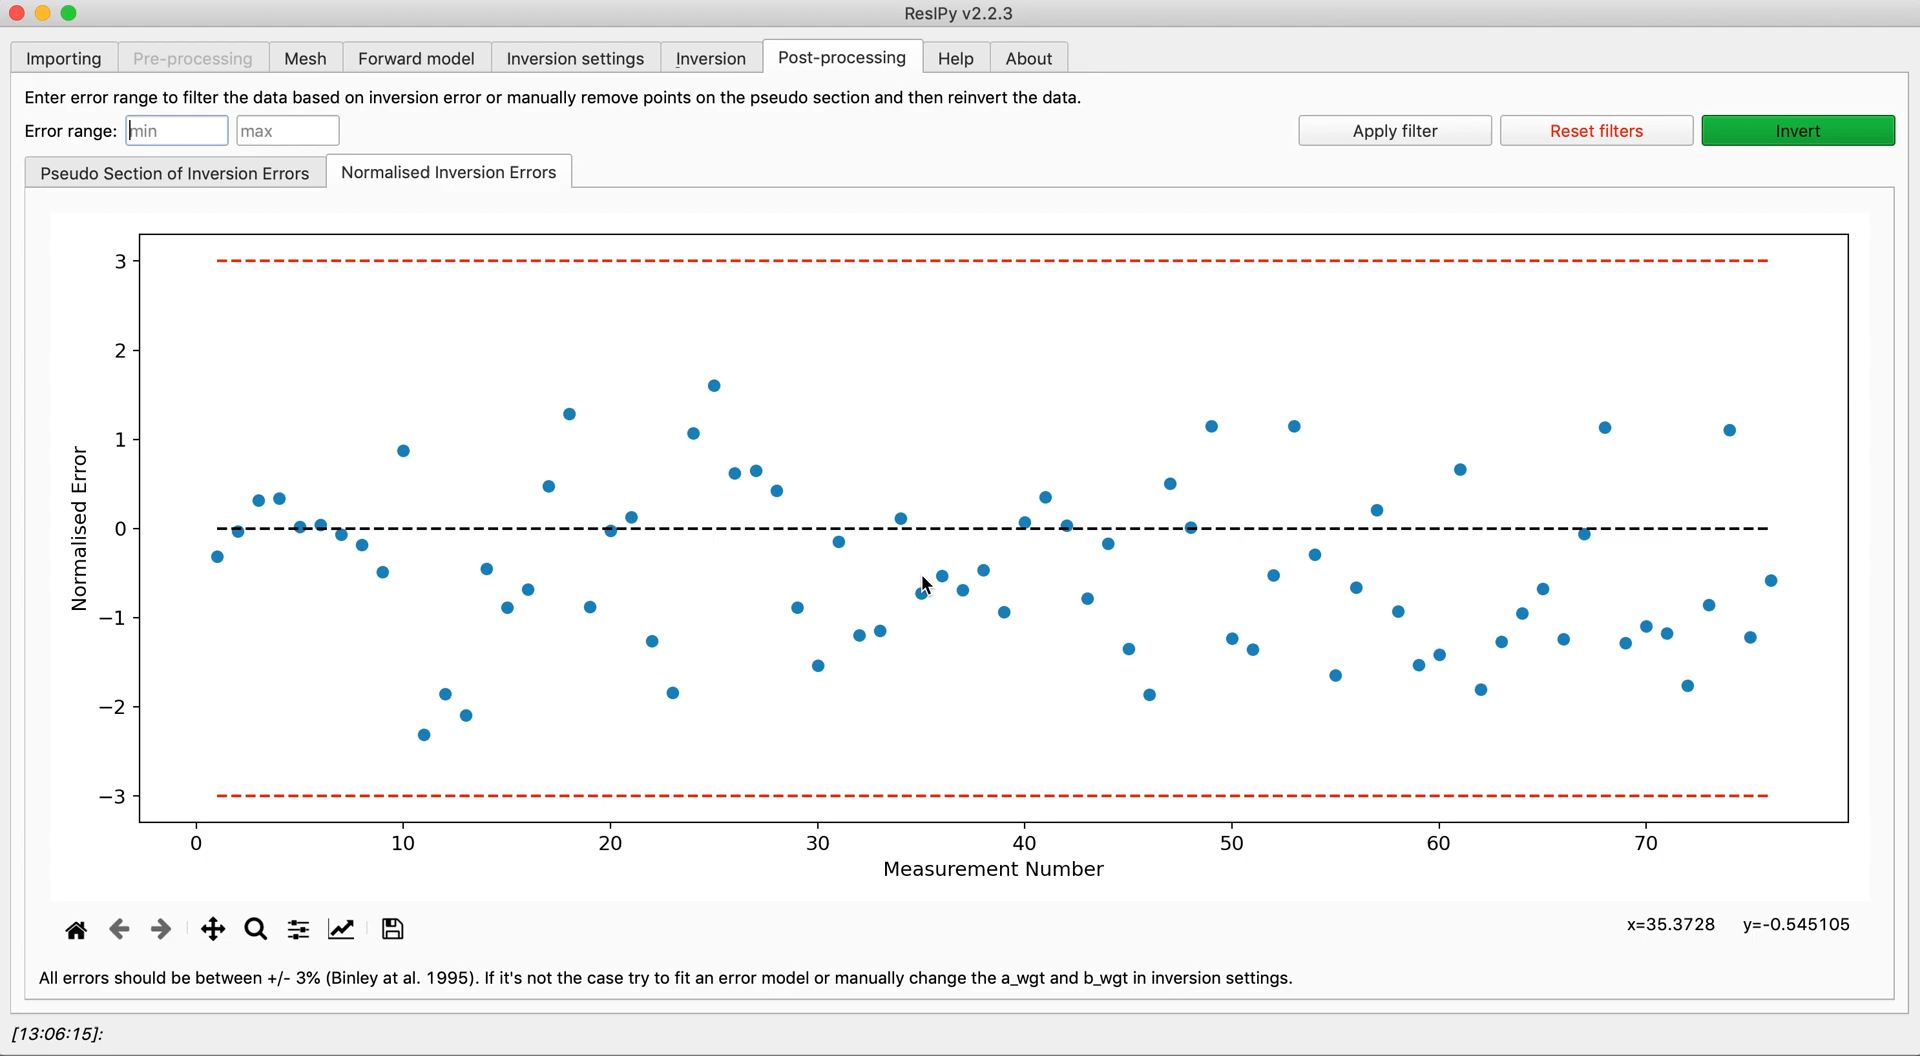 ResIPy v2.2.3
Importing Pre-processing Mesh Forward model Inversion settings Inversion Post-processing Help About
Enter error range to filter the data based on inversion error or manually remove points on the pseudo section and then reinvert the data.
Error range: min max Apply filter Reset filters Invert
Pseudo Section of Inversion Errors Normalised Inversion Errors
3
2
1
0
−1
−2
−3
Normalised Error
0 10 20 30 40 50 60 70
Measurement Number
x=35.3728 y=-0.545105
All errors should be between +/- 3% (Binley at al. 1995). If it's not the case try to fit an error model or manually change the a_wgt and b_wgt in inversion settings.
[13:06:15]: